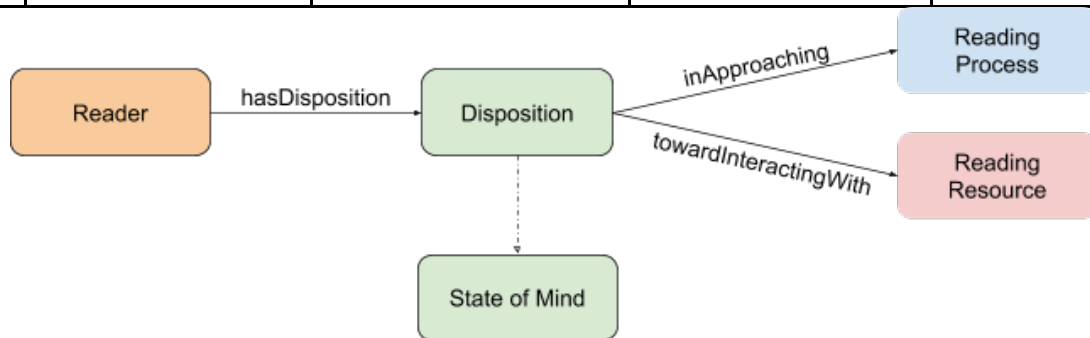 Reader
hasDisposition
Disposition
inApproaching
towardInteractingWith
Reading
Process
Reading
Resource
State of Mind